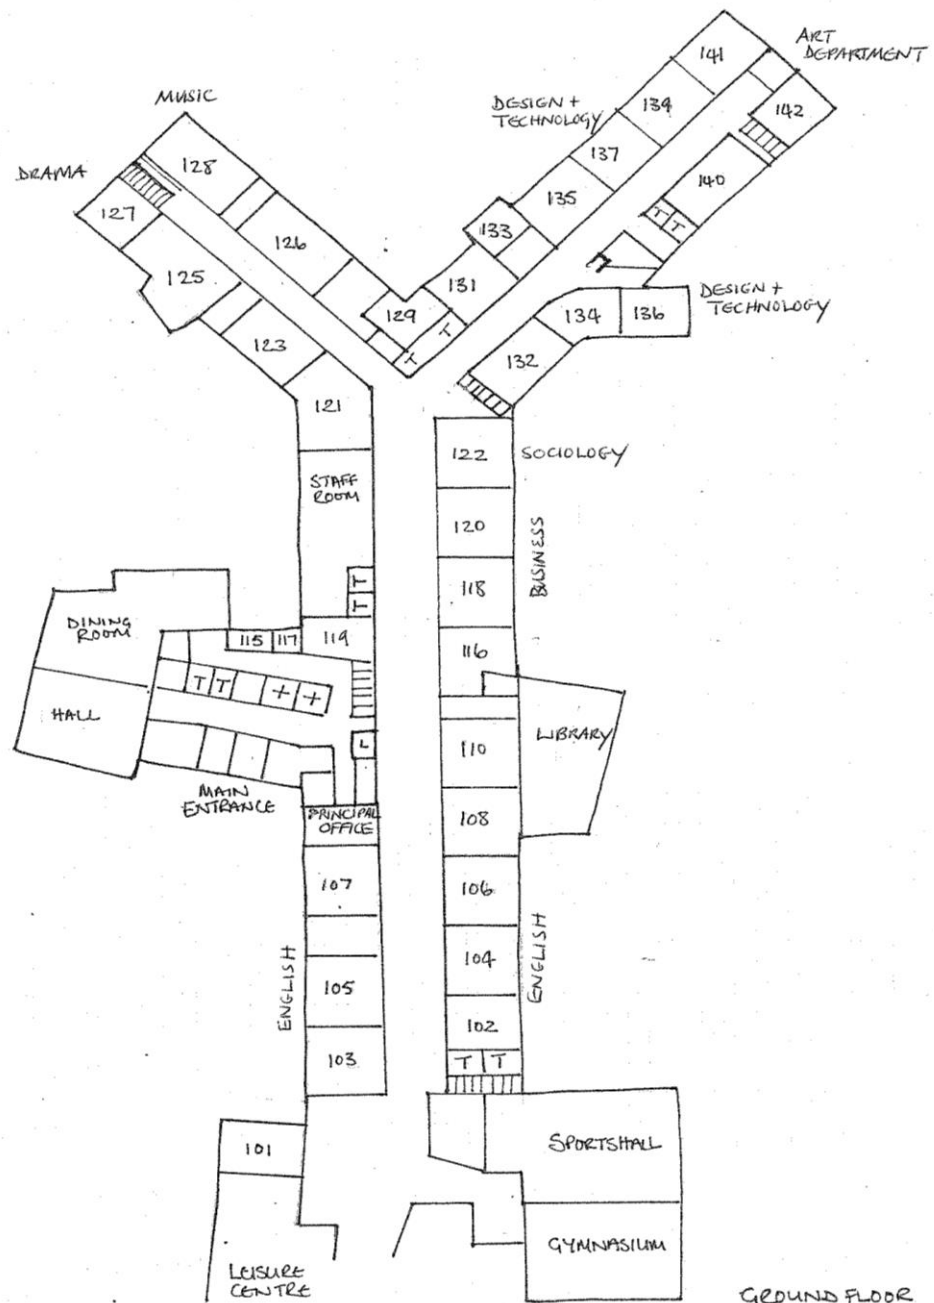 ART
DEPARTMENT
141
MUSIC
DESIGN +
TECHNOLOGY
139
142
DRAMA
128
137
140
127
135
T T
126
133
125
131
DESIGN +
TECHNOLOGY
129
T
T
134
136
123
132
121
122
SOCIOLOGY
STAFF
ROOM
120
BUSINESS
T
T
118
DINING
ROOM
115
117
119
116
T T
+ +
HALL
L
110
LIBRARY
MAIN
ENTRANCE
PRINCIPAL
OFFICE
108
107
106
ENGLISH
105
104
ENGLISH
102
103
T T
101
SPORTSHALL
GYMNASIUM
LEISURE
CENTRE
GROUND FLOOR